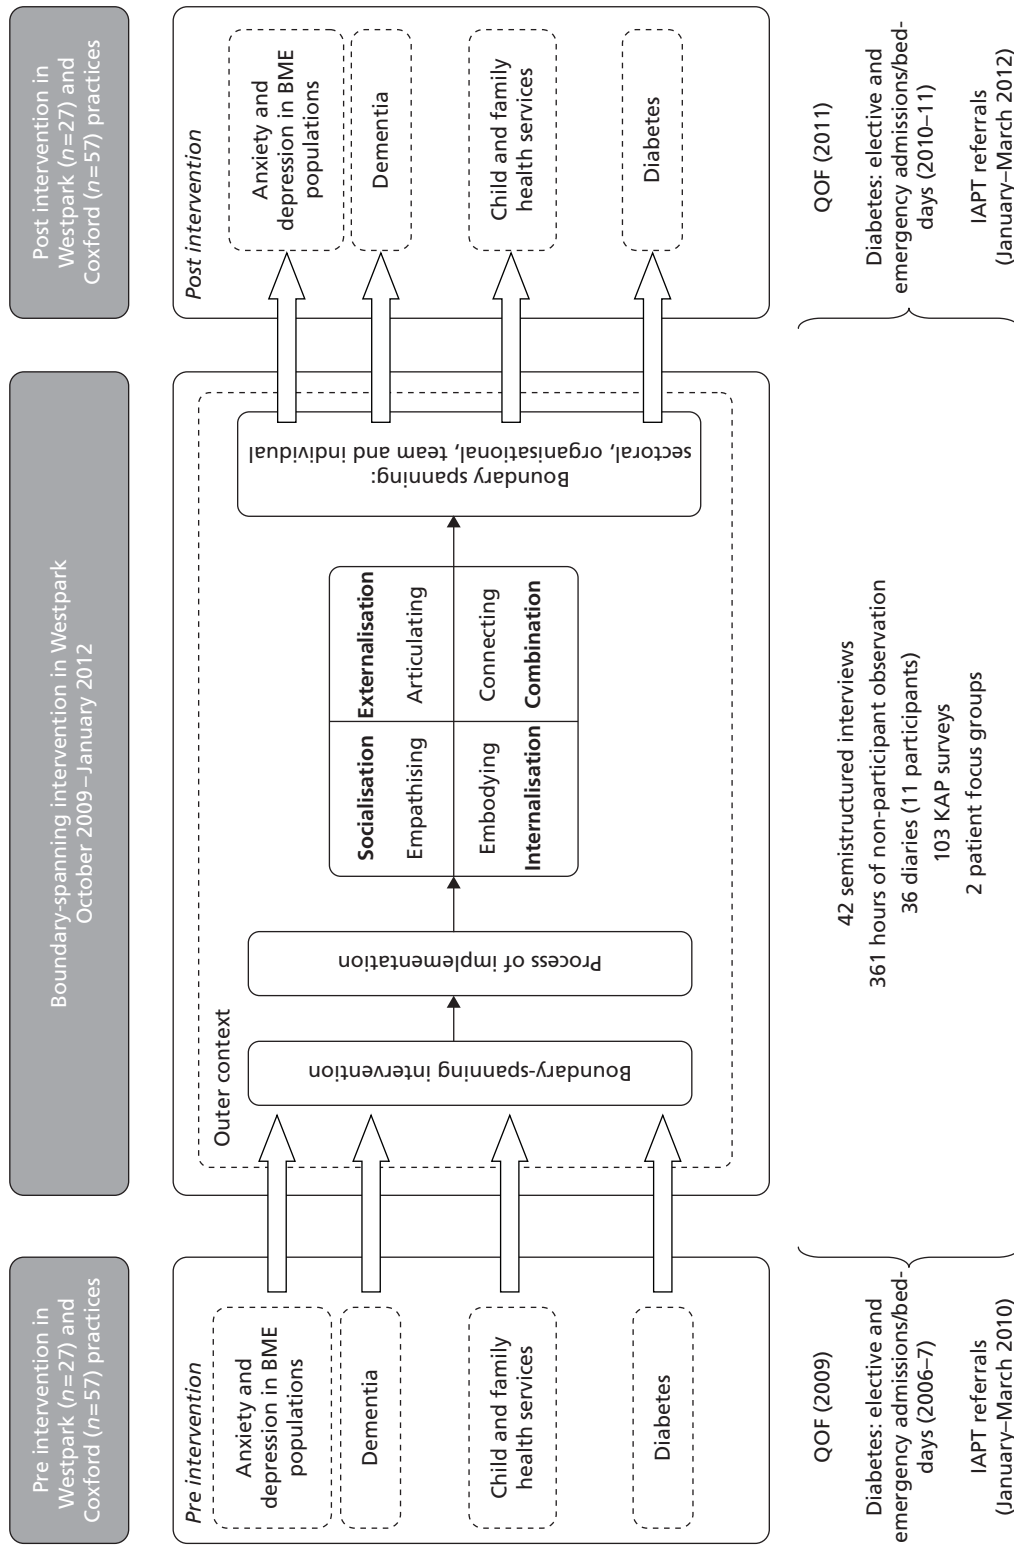 Pre intervention in
Westpark (n=27) and
Coxford (n=57) practices
Boundary-spanning intervention in Westpark
October 2009–January 2012
Post intervention in
Westpark (n=27) and
Coxford (n=57) practices
Pre intervention
Anxiety and
depression in BME
populations
Dementia
Child and family
health services
Diabetes
Outer context
Boundary-spanning intervention
Process of implementation
Socialisation
Externalisation
Empathising
Articulating
Embodying
Connecting
Internalisation
Combination
Boundary spanning:
sectoral, organisational, team and individual
Post intervention
Anxiety and
depression in BME
populations
Dementia
Child and family
health services
Diabetes
QOF (2009)
Diabetes: elective and
emergency admissions/bed-
days (2006–7)
IAPT referrals
(January–March 2010)
42 semistructured interviews
361 hours of non-participant observation
36 diaries (11 participants)
103 KAP surveys
2 patient focus groups
QOF (2011)
Diabetes: elective and
emergency admissions/bed-
days (2010–11)
IAPT referrals
(January–March 2012)